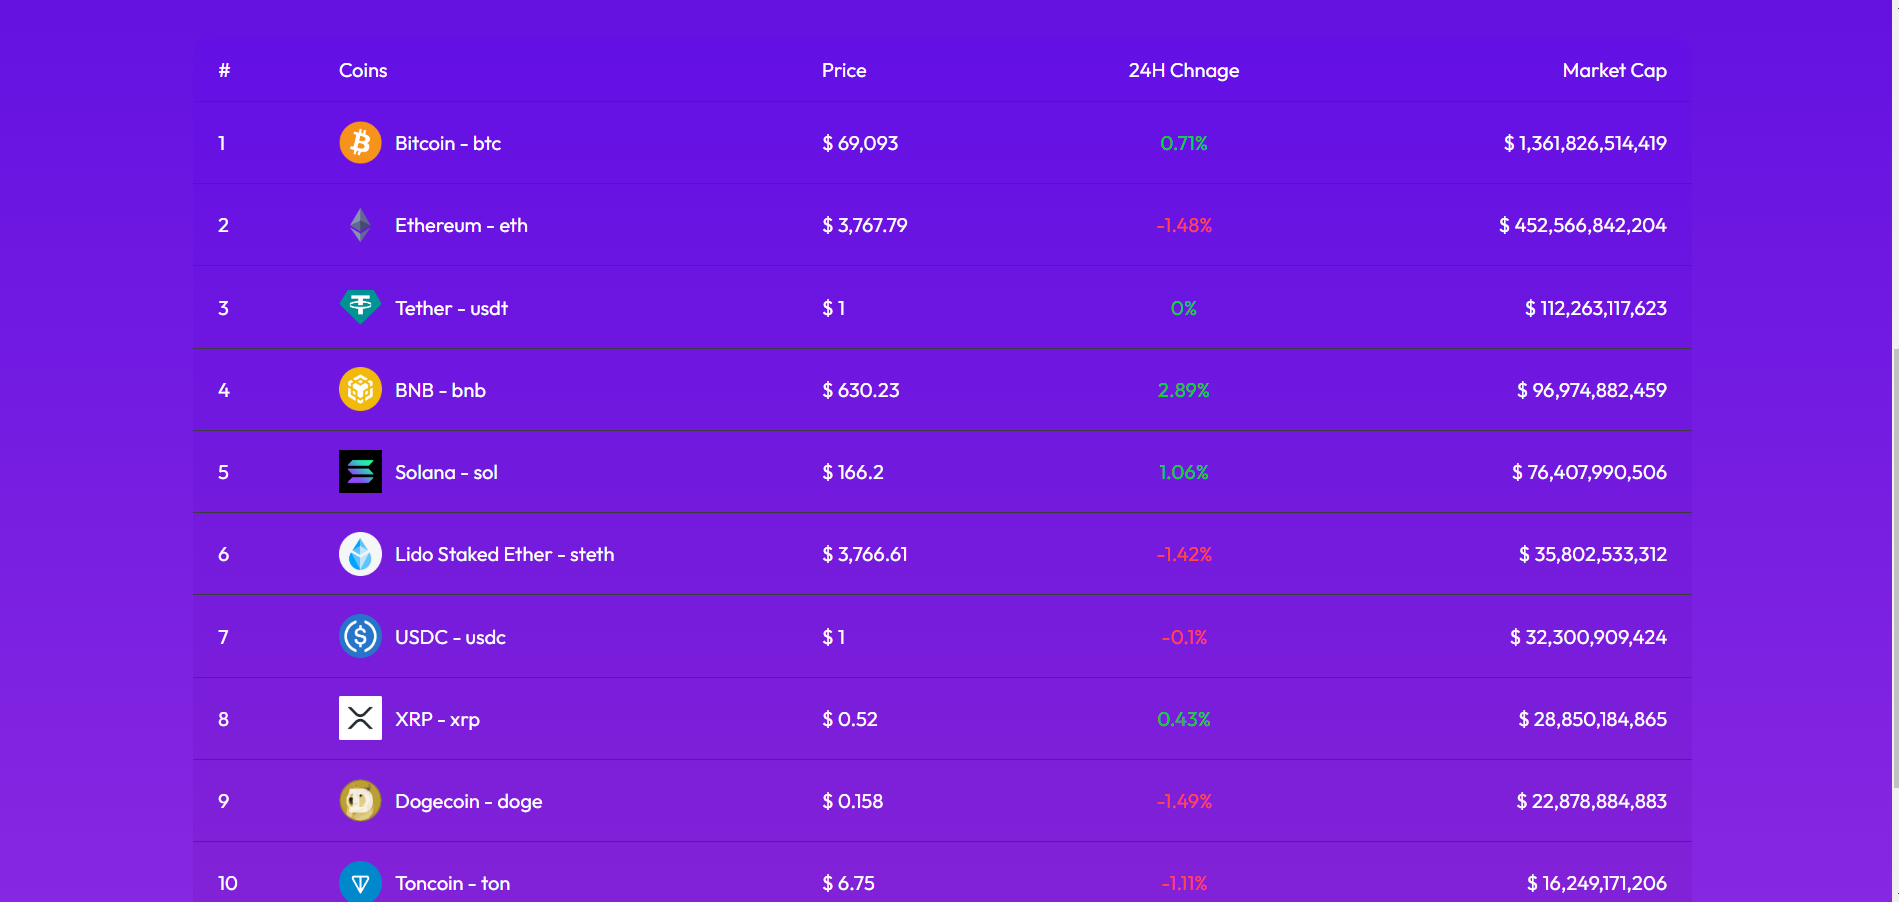 # Coins Price 24H Chnage Market Cap
1 Bitcoin - btc $ 69,093 0.71% $ 1,361,826,514,419
2 Ethereum - eth $ 3,767.79 -1.48% $ 452,566,842,204
3 Tether - usdt $ 1 0% $ 112,263,117,623
4 BNB - bnb $ 630.23 2.89% $ 96,974,882,459
5 Solana - sol $ 166.2 1.06% $ 76,407,990,506
6 Lido Staked Ether - steth $ 3,766.61 -1.42% $ 35,802,533,312
7 USDC - usdc $ 1 -0.1% $ 32,300,909,424
8 XRP - xrp $ 0.52 0.43% $ 28,850,184,865
9 Dogecoin - doge $ 0.158 -1.49% $ 22,878,884,883
10 Toncoin - ton $ 6.75 -1.11% $ 16,249,171,206